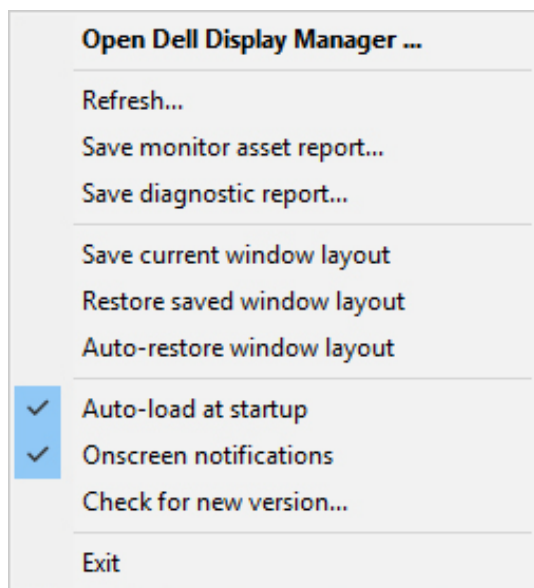 Open Dell Display Manager ...
Refresh...
Save monitor asset report...
Save diagnostic report...
Save current window layout
Restore saved window layout
Auto-restore window layout
Auto-load at startup
Onscreen notifications
Check for new version...
Exit